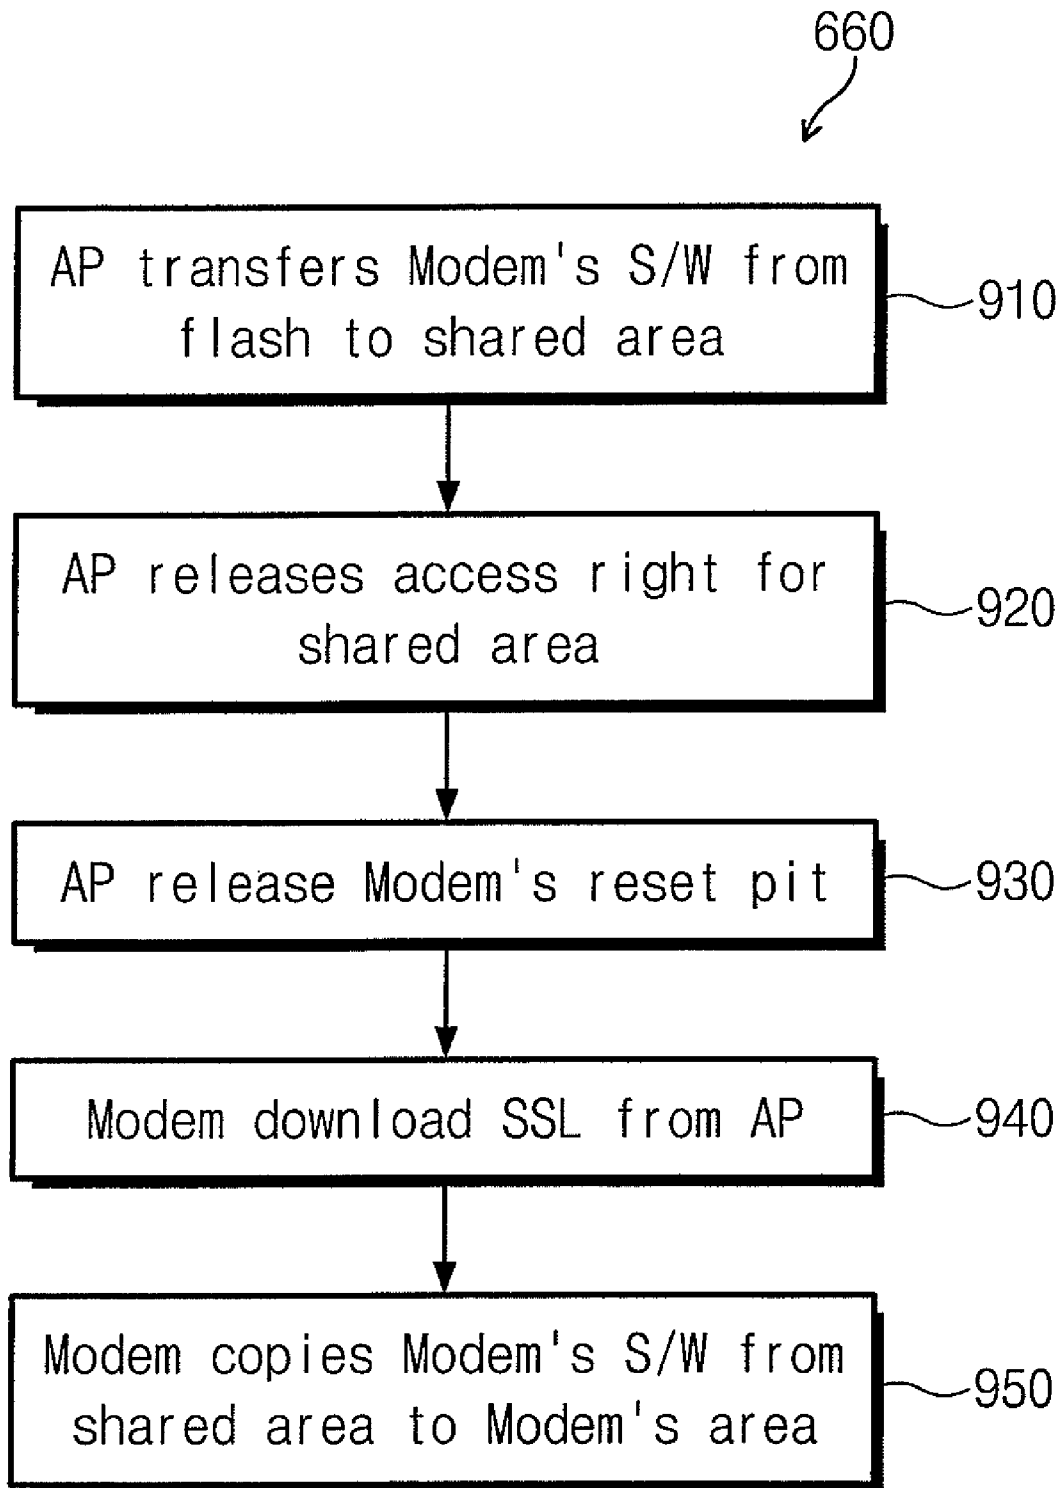 660
AP transfers Modem's S/W from
flash to shared area
910
AP releases access right for
shared area
920
AP release Modem's reset pit
930
Modem download SSL from AP
940
Modem copies Modem's S/W from
shared area to Modem's area
950